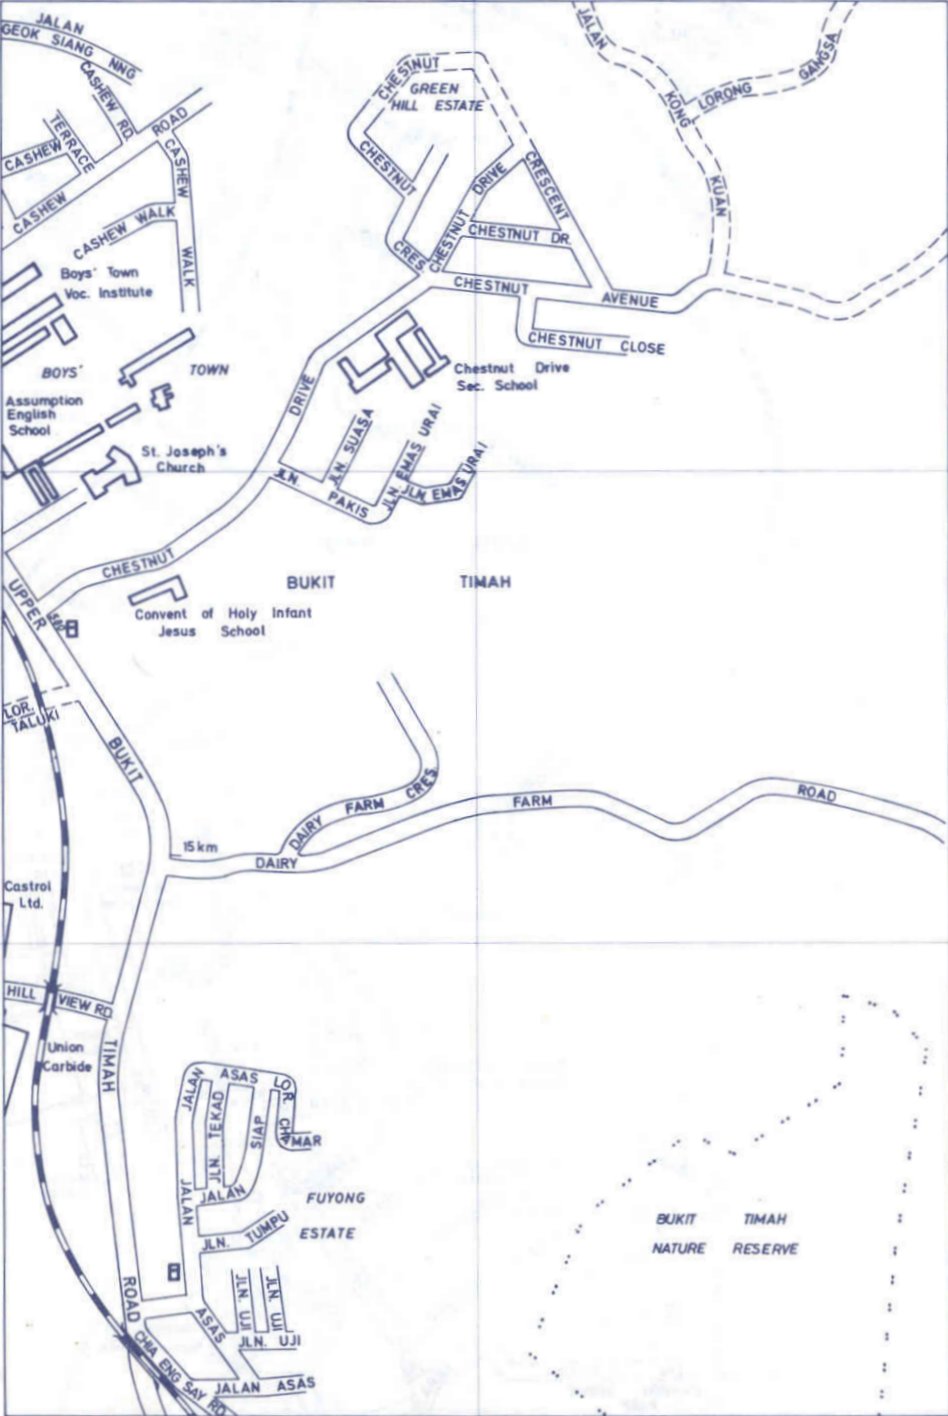 JALAN
GEOK SIANG NNG
CASHEW RD.
ROAD
TERRACE
CASHEW
CASHEW
CASHEW
WALK
CASHEW WALK
Boys' Town
Voc. Institute
BOYS'
TOWN
Assumption
English
School
St. Joseph's
Church
CHESTNUT
GREEN
HILL ESTATE
CHESTNUT
CRES.
CHESTNUT
DRIVE
CRESCENT
CHESTNUT DR.
CHESTNUT
AVENUE
CHESTNUT CLOSE
JALAN
KONG
KUAN
LORONG
GANGSA
Chestnut Drive
Sec. School
DRIVE
JLN. SUASA
JLN. EMAS URAI
JLN. EMAS URAI
JLN.
PAKIS
CHESTNUT
BUKIT
TIMAH
UPPER
Convent of Holy Infant
Jesus School
LOR.
TALUKI
BUKIT
15 km
DAIRY
FARM
CRES.
DAIRY
FARM
ROAD
Castrol
Ltd.
HILL
VIEW RD.
Union
Carbide
TIMAH
JALAN
ASAS
LOR.
CHAMAR
JLN. TEKAD
SIAP
JALAN
JALAN
JLN. TUMPU
FUYONG
ESTATE
BUKIT TIMAH
NATURE RESERVE
ROAD
ASAS
JLN. UJI
JLN. UJI
JLN. UJI
CHIA ENG SAY RD.
JALAN ASAS